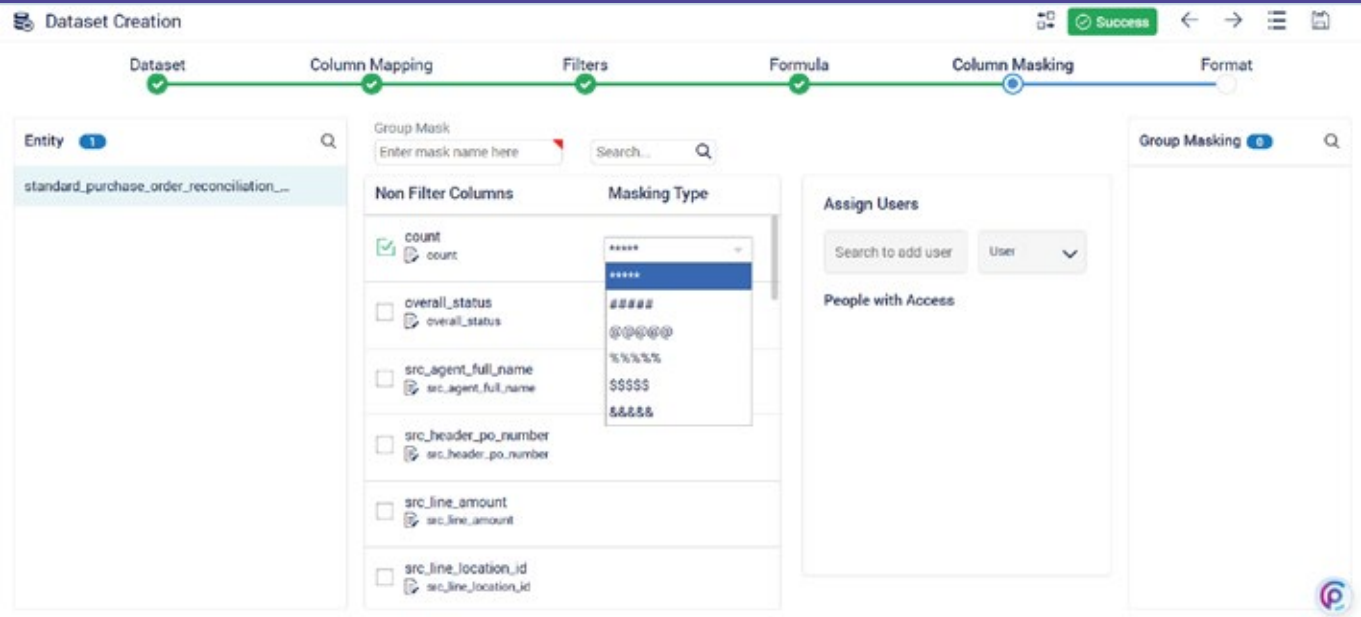 Dataset Creation
Success
Dataset
Column Mapping
Filters
Formula
Column Masking
Format
Entity 1
standard_purchase_order_reconciliation_...
Group Mask
Enter mask name here
Search...
Non Filter Columns
Masking Type
count
count
*****
*****
#####
@@@@@
%%%%%
$$$$$
&&&&&
overall_status
overall_status
src_agent_full_name
src_agent_full_name
src_header_po_number
src_header_po_number
src_line_amount
src_line_amount
src_line_location_id
src_line_location_id
Assign Users
Search to add user
User
People with Access
Group Masking 0